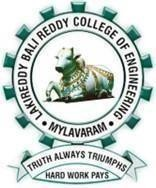 LAKIREDDY BALI REDDY COLLEGE OF ENGINEERING
• MYLAVARAM •
TRUTH ALWAYS TRIUMPHS
HARD WORK PAYS